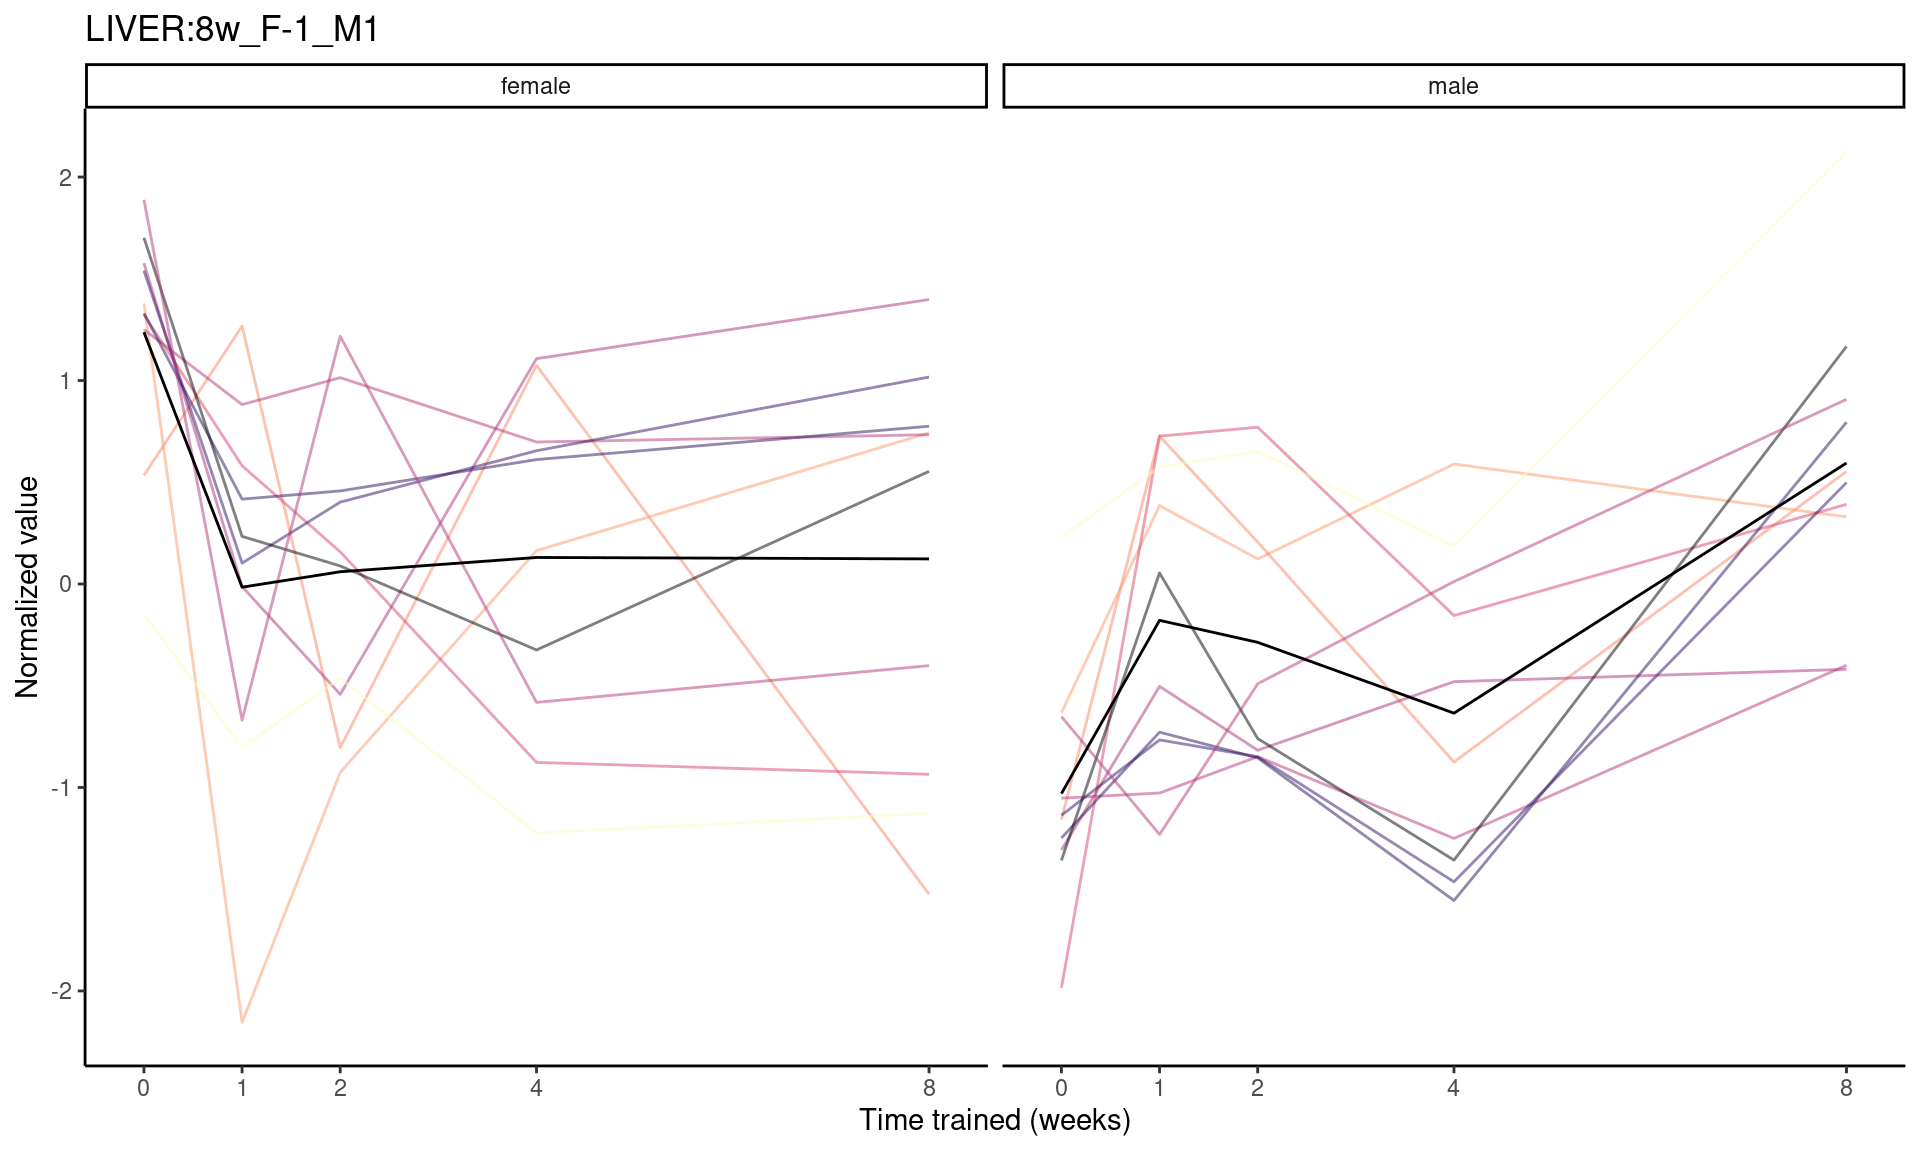 LIVER:8w_F-1_M1
female
male
Normalized value
2
1
0
-1
-2
0 1 2 4 8
0 1 2 4 8
Time trained (weeks)